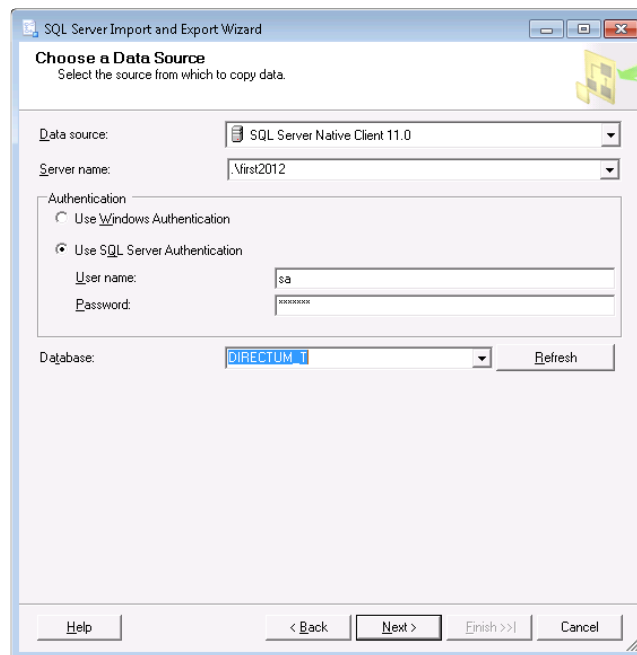 SQL Server Import and Export Wizard
Choose a Data Source
Select the source from which to copy data.
Data source: SQL Server Native Client 11.0
Server name: .\first2012
Authentication
Use Windows Authentication
Use SQL Server Authentication
User name: sa
Password: *******
Database: DIRECTUM_T Refresh
Help < Back Next > Finish >>| Cancel